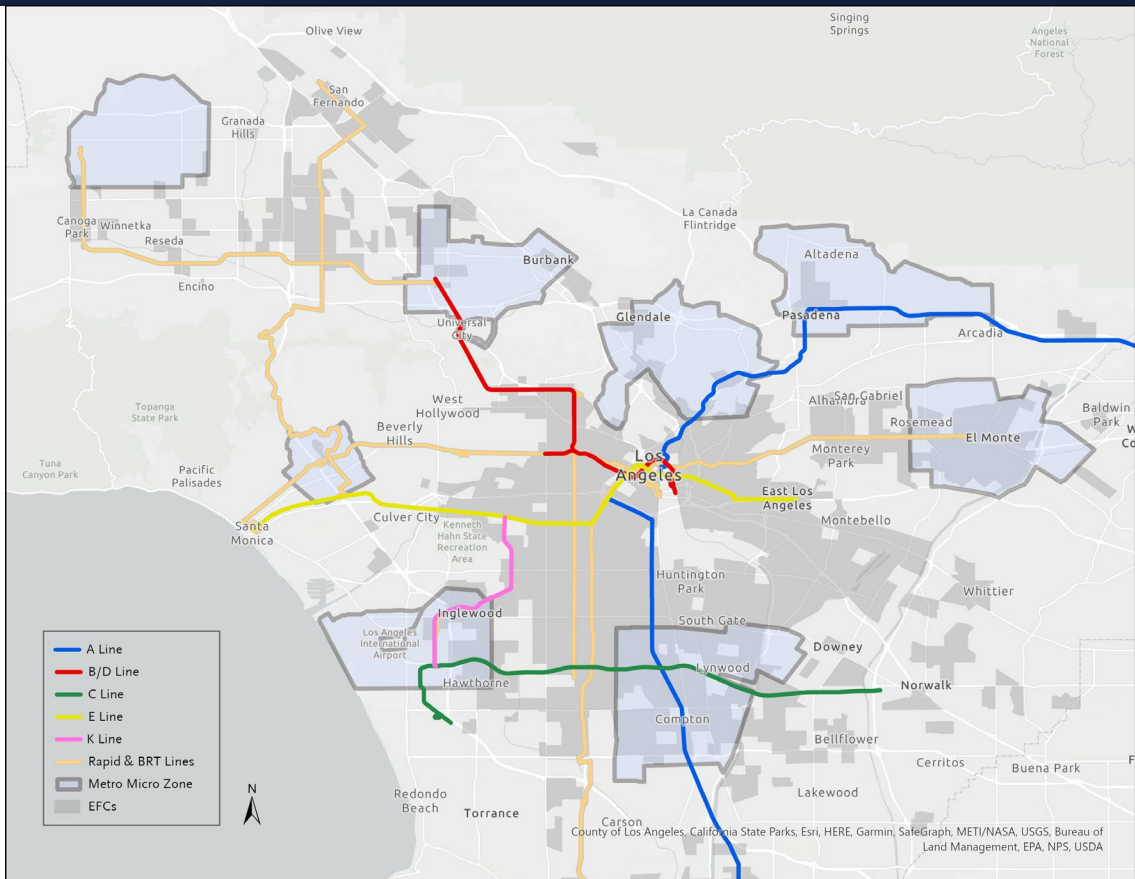 Singing
Springs
Olive View
Angeles
National
Forest
San
Fernando
Granada
Hills
La Canada
Flintridge
Canoga
Park
Winnetka
Reseda
Burbank
Altadena
Encino
Universal
City
Glendale
Pasadena
Arcadia
Topanga
State Park
West
Hollywood
Alhambra
San Gabriel
Baldwin
Park
Beverly
Hills
Rosemead
El Monte
W
Co
Tuna
Canyon Park
Pacific
Palisades
Los
Angeles
Monterey
Park
East Los
Angeles
Montebello
Santa
Monica
Culver City
Kenneth
Hahn State
Recreation
Area
Huntington
Park
Whittier
Inglewood
South Gate
Los Angeles
International
Airport
Downey
Lynwood
Hawthorne
Norwalk
Compton
Bellflower
Cerritos
Buena Park
F
Redondo
Beach
Torrance
Lakewood
Carson
A Line
B/D Line
C Line
E Line
K Line
Rapid & BRT Lines
Metro Micro Zone
EFCs
N
County of Los Angeles, California State Parks, Esri, HERE, Garmin, SafeGraph, METI/NASA, USGS, Bureau of
Land Management, EPA, NPS, USDA